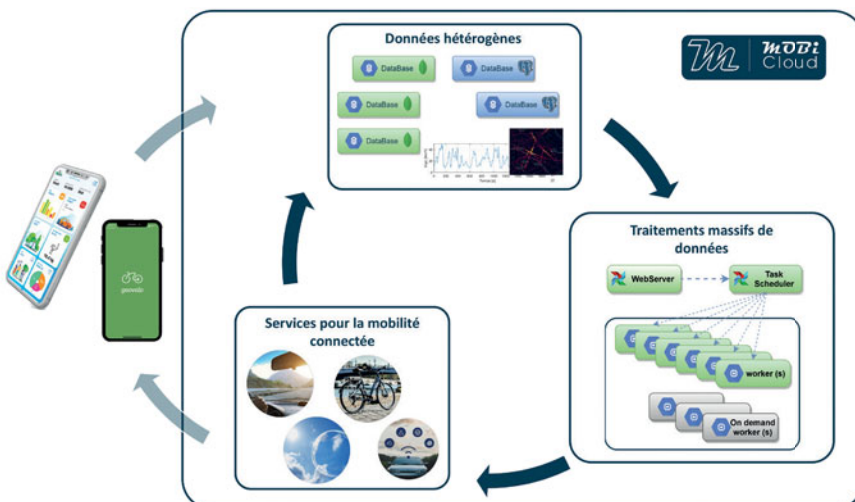 Données hétérogènes
mOBi
Cloud
DataBase
DataBase
DataBase
DataBase
DataBase
Traitements massifs de
données
WebServer
Task
Scheduler
worker (s)
On demand
worker (s)
Services pour la mobilité
connectée
geovelo